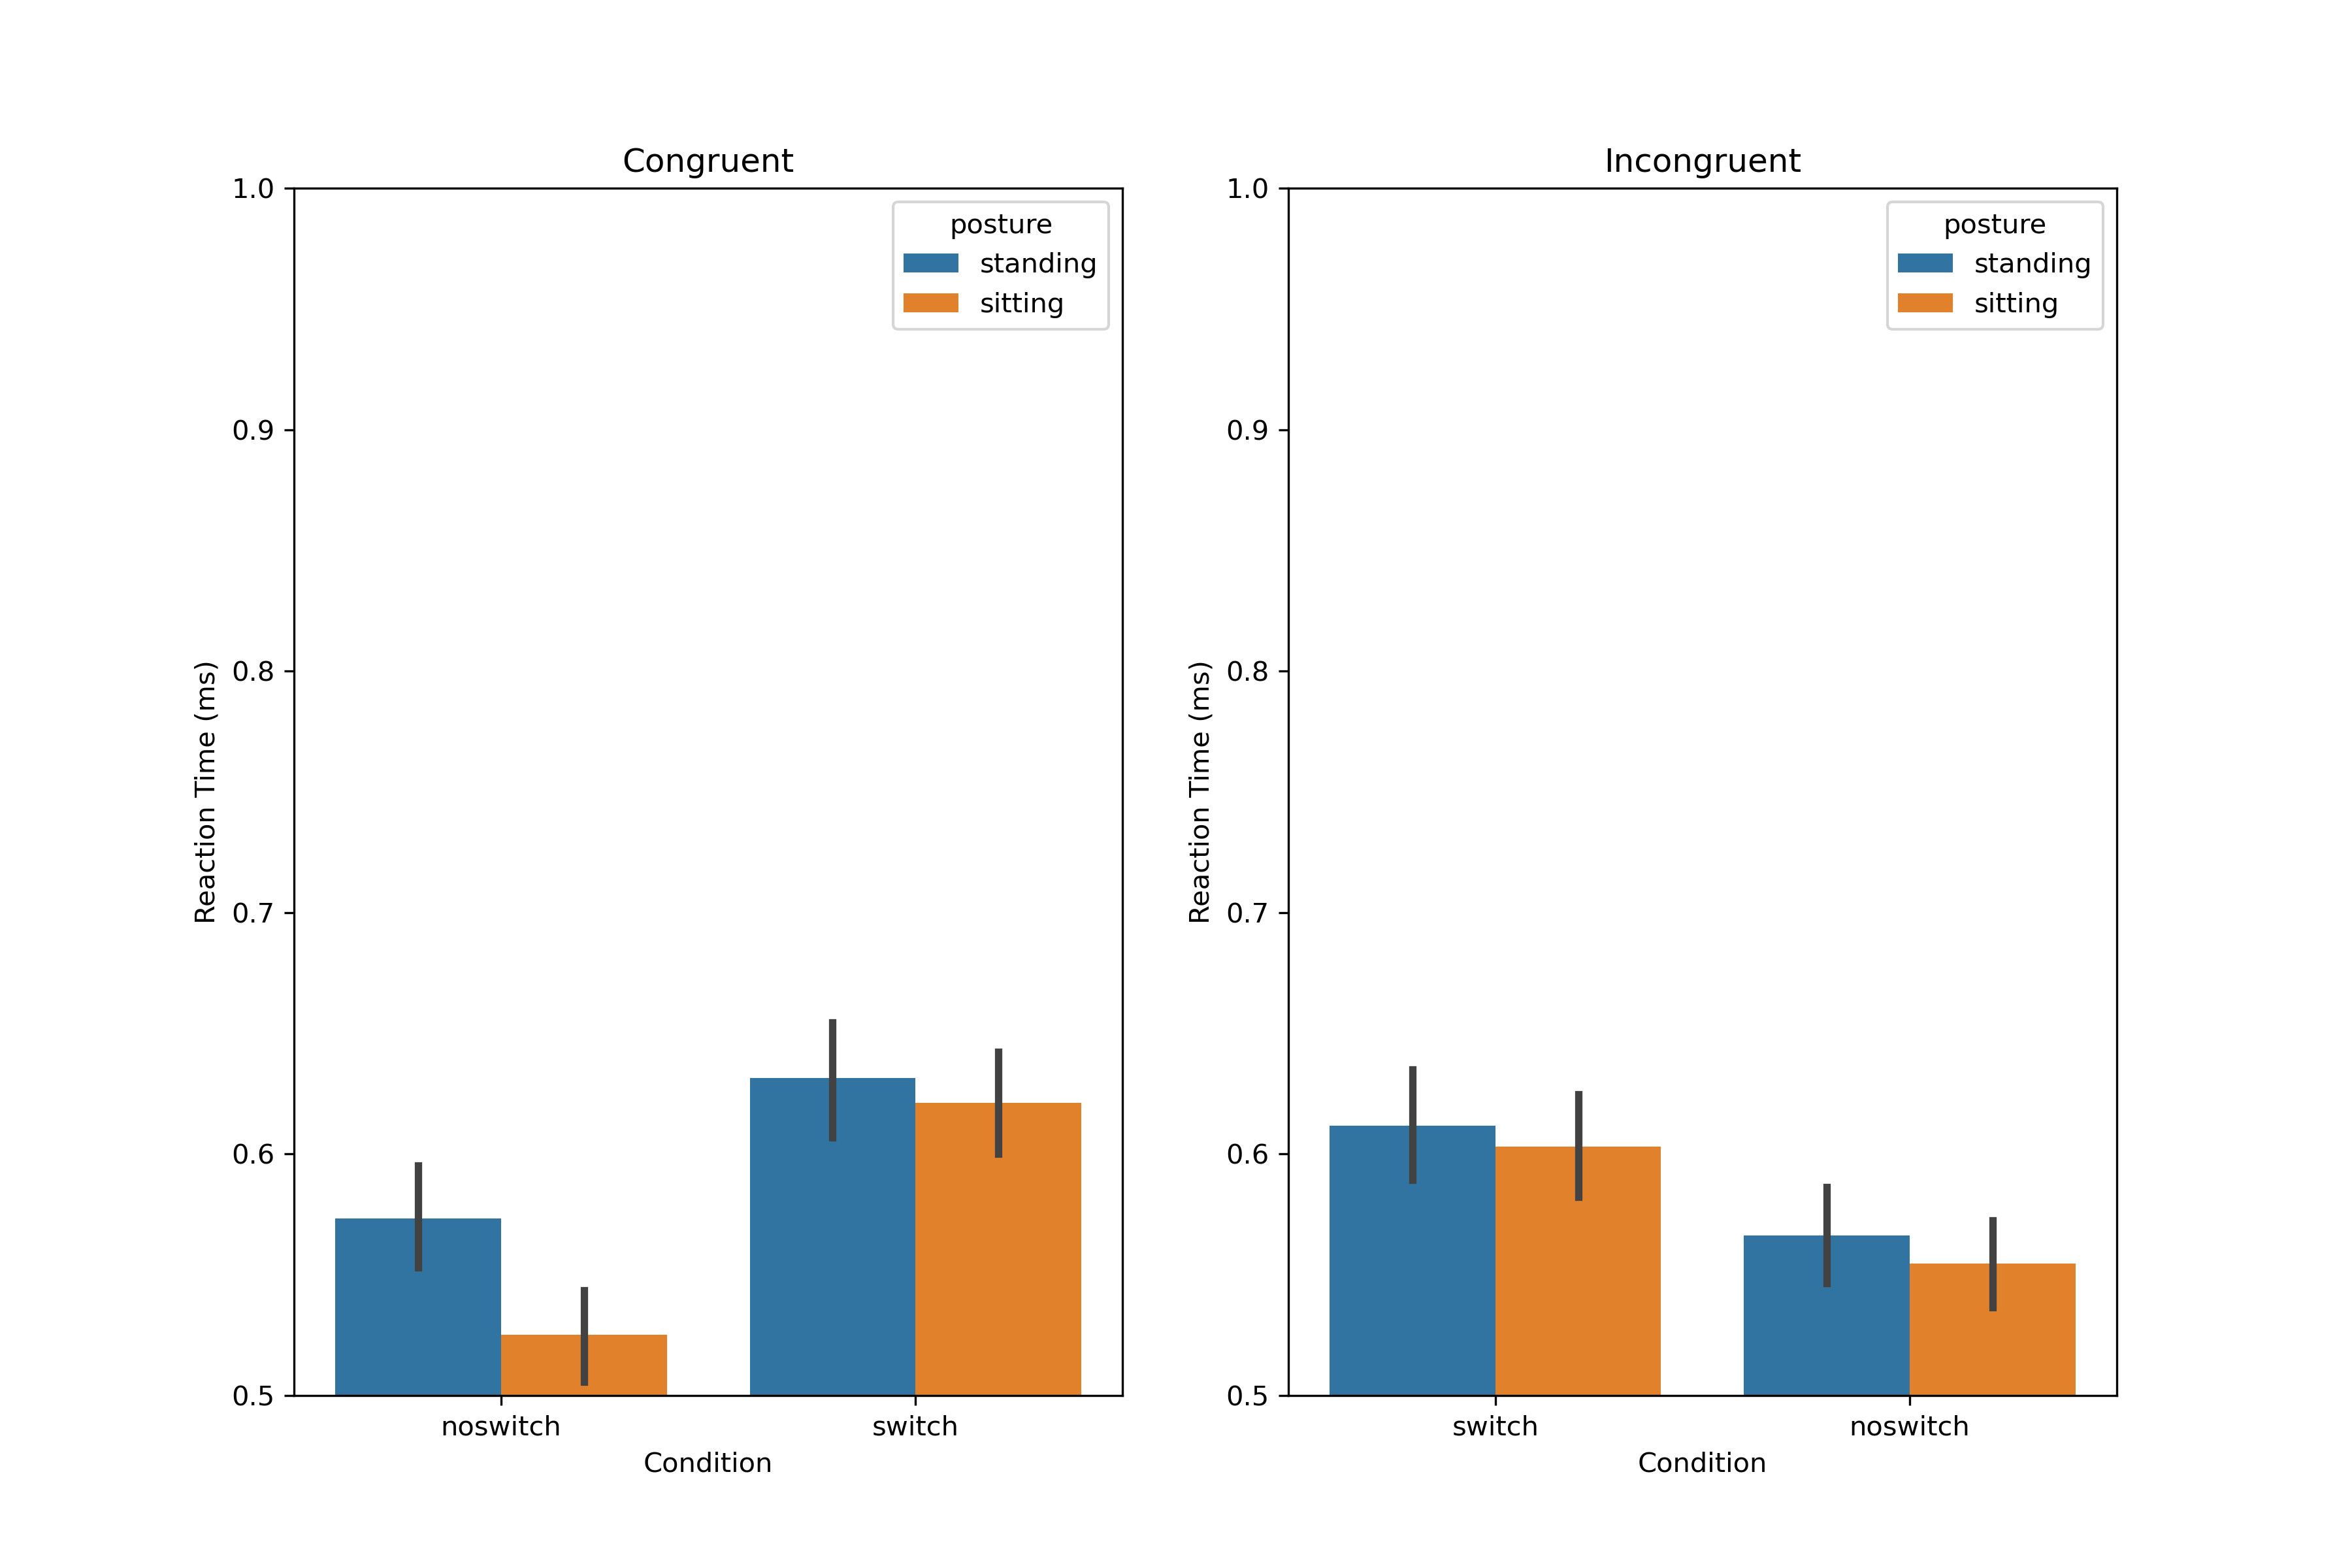 Congruent
1.0
0.9
0.8
0.7
0.6
0.5
Reaction Time (ms)
posture
standing
sitting
noswitch switch
Condition
Incongruent
1.0
0.9
0.8
0.7
0.6
0.5
Reaction Time (ms)
posture
standing
sitting
switch noswitch
Condition